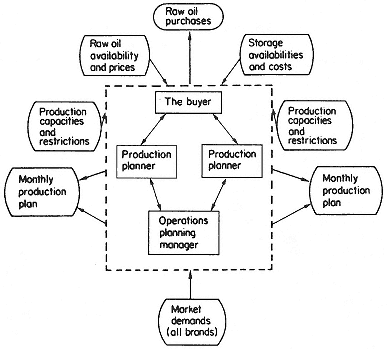 Raw oil
purchases
Raw oil
availability
and prices
Storage
availabilities
and costs
The buyer
Production
capacities
and
restrictions
Production
capacities
and
restrictions
Production
planner
Production
planner
Monthly
production
plan
Monthly
production
plan
Operations
planning
manager
Market
demands
(all brands)